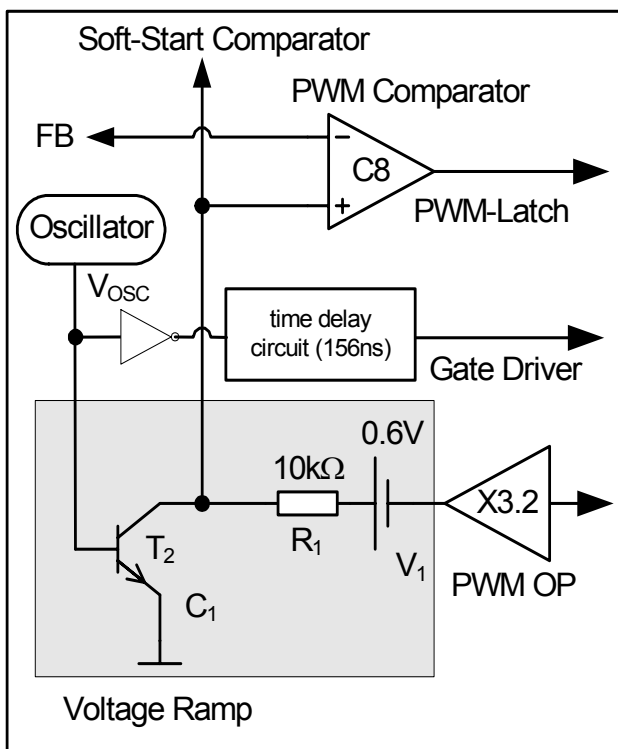 Soft-Start Comparator
PWM Comparator
FB
−
C8
+
PWM-Latch
Oscillator
VOSC
time delay
circuit (156ns)
Gate Driver
0.6V
10kΩ
X3.2
R1
T2
V1
PWM OP
C1
Voltage Ramp